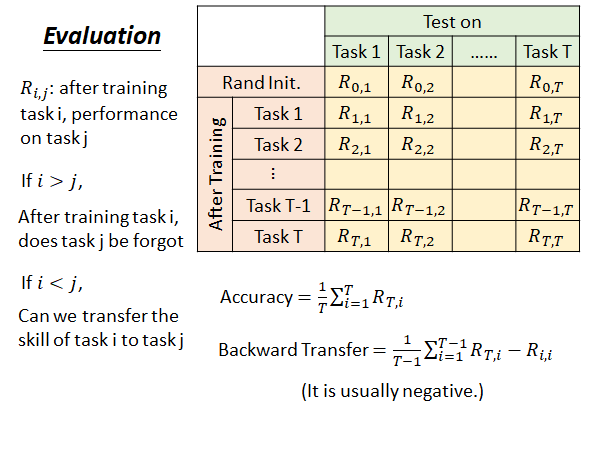 Evaluation
R_{i,j}: after training
task i, performance
on task j
If i > j,
After training task i,
does task j be forgot
If i < j,
Can we transfer the
skill of task i to task j
Test on
Task 1 Task 2 …… Task T
Rand Init. R_{0,1} R_{0,2} R_{0,T}
After Training
Task 1 R_{1,1} R_{1,2} R_{1,T}
Task 2 R_{2,1} R_{2,2} R_{2,T}
⋮
Task T-1 R_{T−1,1} R_{T−1,2} R_{T−1,T}
Task T R_{T,1} R_{T,2} R_{T,T}
Accuracy = \frac{1}{T} \sum_{i=1}^{T} R_{T,i}
Backward Transfer = \frac{1}{T−1} \sum_{i=1}^{T−1} R_{T,i} − R_{i,i}
(It is usually negative.)